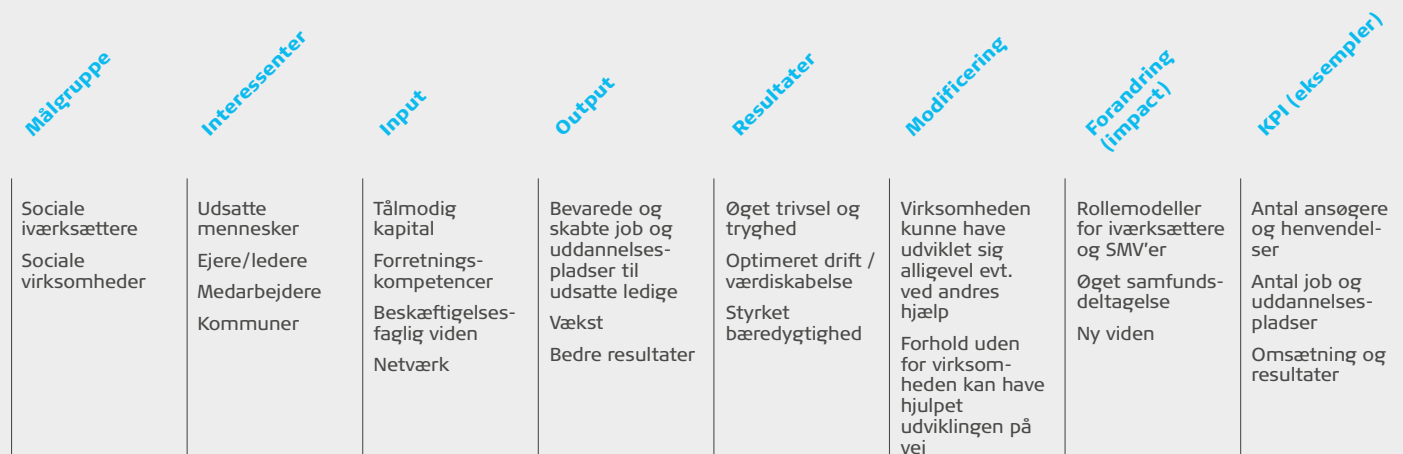 Målgruppe
Interessenter
Input
Output
Resultater
Modificering
Forandring
(impact)
KPI (eksempler)
Sociale
iværksættere
Sociale
virksomheder
Udsatte
mennesker
Ejere/ledere
Medarbejdere
Kommuner
Tålmodig
kapital
Forretnings-
kompetencer
Beskæftigelses-
faglig viden
Netværk
Bevarede og
skabte job og
uddannelses-
pladser til
udsatte ledige
Vækst
Bedre resultater
Øget trivsel og
tryghed
Optimeret drift /
værdiskabelse
Styrket
bæredygtighed
Virksomheden
kunne have
udviklet sig
alligevel evt.
ved andres
hjælp
Forhold uden
for virksom-
heden kan have
hjulpet
udviklingen på
vej
Rollemodeller
for iværksættere
og SMV'er
Øget samfunds-
deltagelse
Ny viden
Antal ansøgere
og henvendel-
ser
Antal job og
uddannelses-
pladser
Omsætning og
resultater